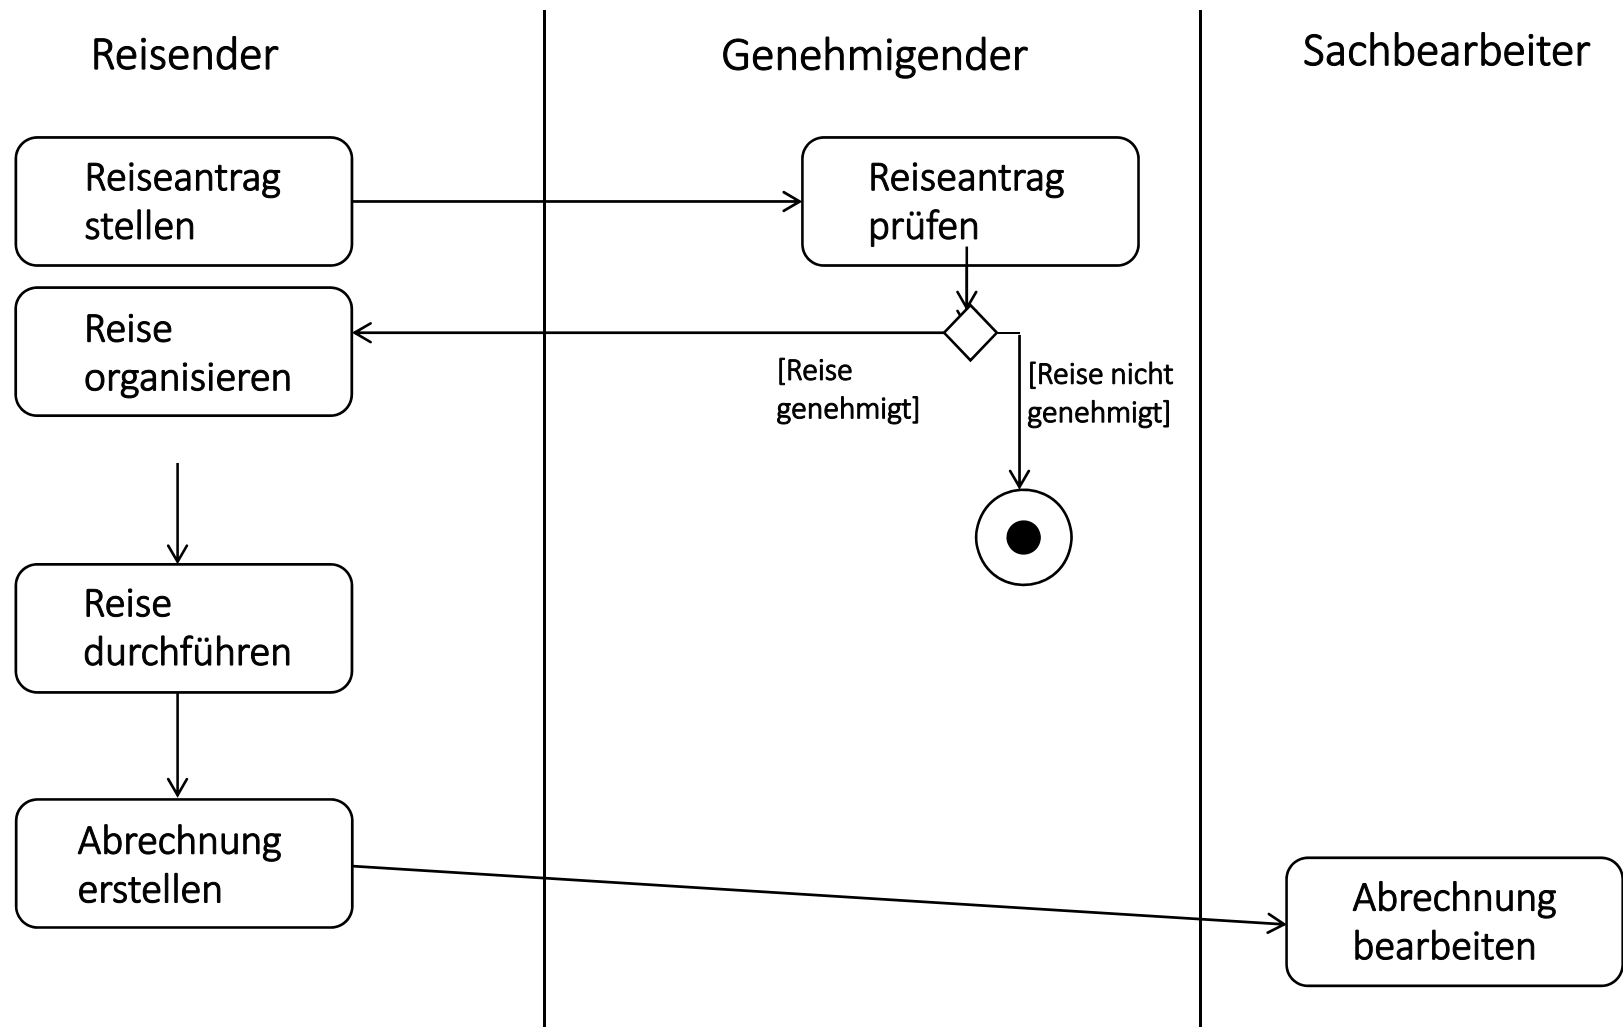 Reisender
Genehmigender
Sachbearbeiter
Reiseantrag
stellen
Reiseantrag
prüfen
Reise
organisieren
[Reise
genehmigt]
[Reise nicht
genehmigt]
Reise
durchführen
Abrechnung
erstellen
Abrechnung
bearbeiten